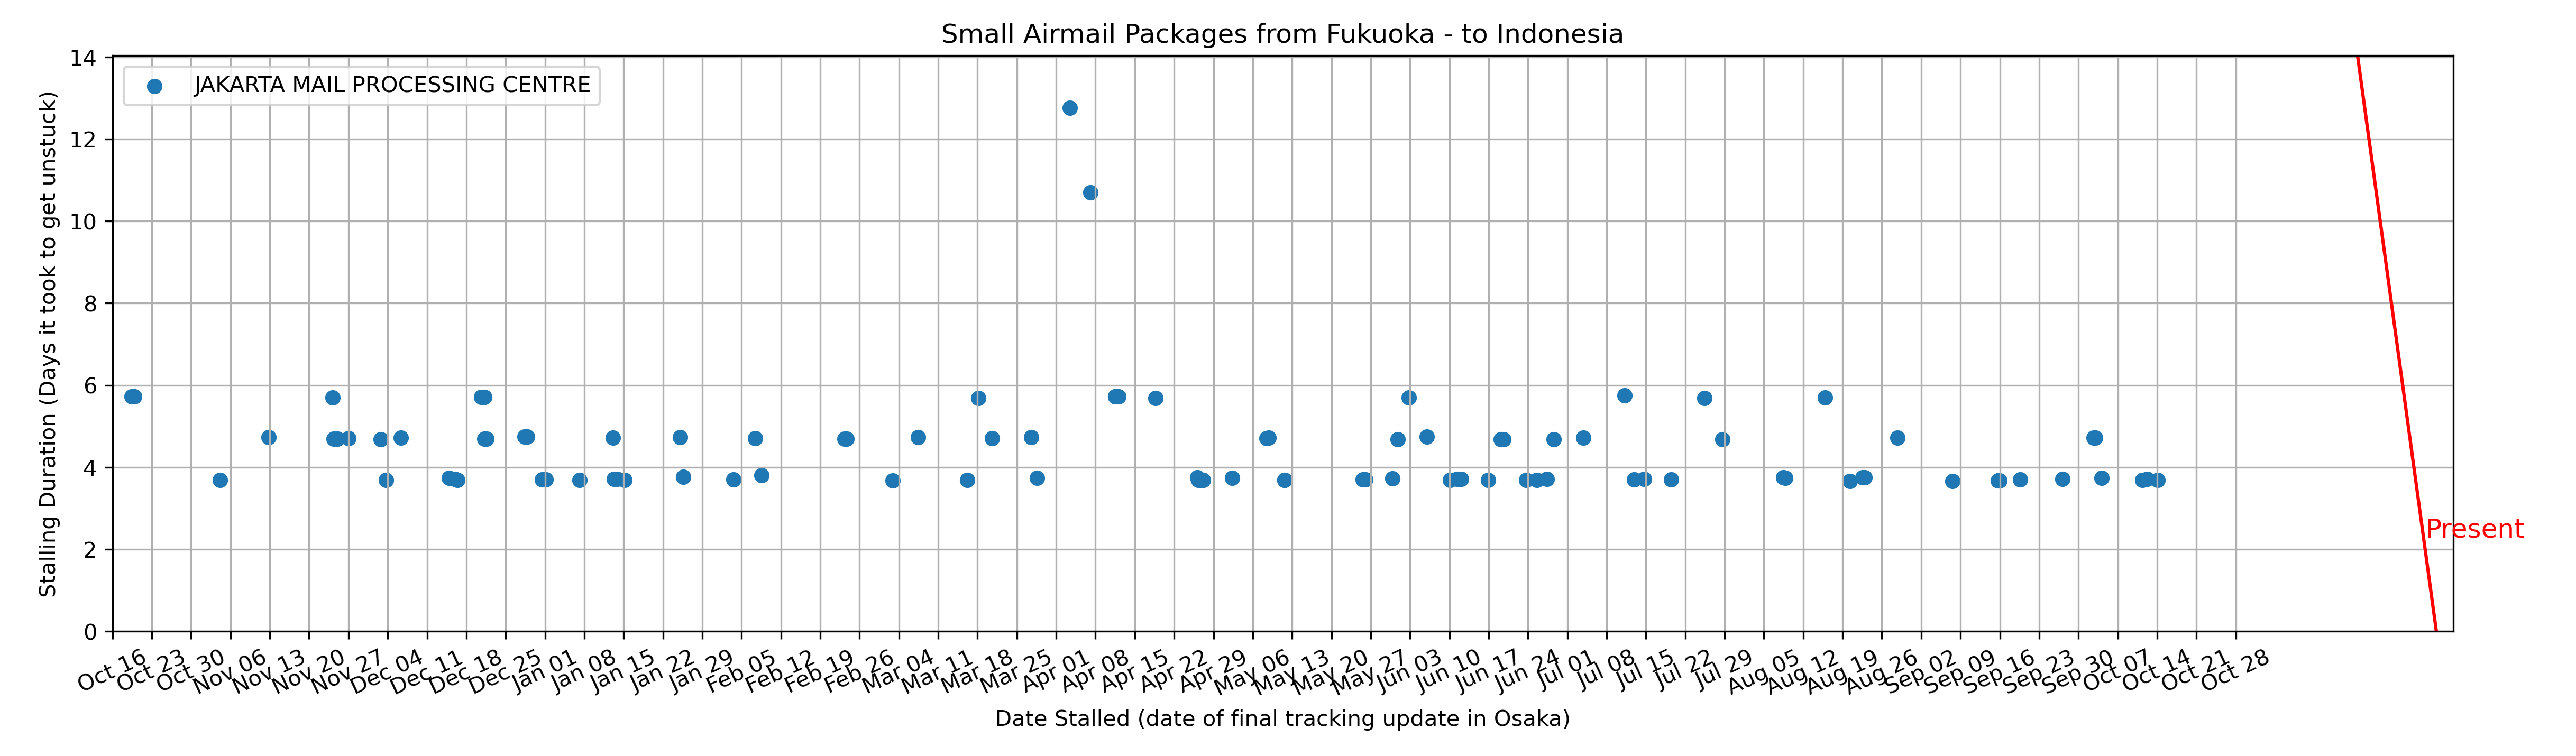 Small Airmail Packages from Fukuoka - to Indonesia
JAKARTA MAIL PROCESSING CENTRE
Stalling Duration (Days it took to get unstuck)
14
12
10
8
6
4
2
0
Present
Oct 16
Oct 23
Oct 30
Nov 06
Nov 13
Nov 20
Nov 27
Dec 04
Dec 11
Dec 18
Dec 25
Jan 01
Jan 08
Jan 15
Jan 22
Jan 29
Feb 05
Feb 12
Feb 19
Feb 26
Mar 04
Mar 11
Mar 18
Mar 25
Apr 01
Apr 08
Apr 15
Apr 22
Apr 29
May 06
May 13
May 20
May 27
Jun 03
Jun 10
Jun 17
Jun 24
Jul 01
Jul 08
Jul 15
Jul 22
Jul 29
Aug 05
Aug 12
Aug 19
Aug 26
Sep 02
Sep 09
Sep 16
Sep 23
Sep 30
Oct 07
Oct 14
Oct 21
Oct 28
Date Stalled (date of final tracking update in Osaka)